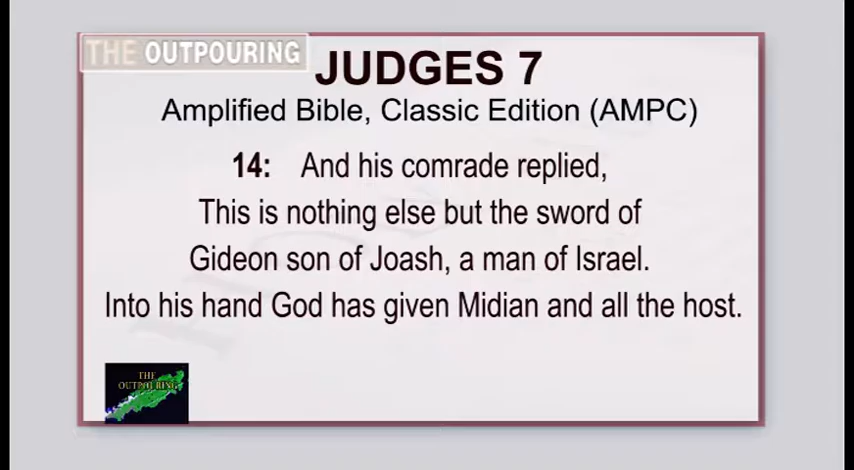 THE OUTPOURING
JUDGES 7
Amplified Bible, Classic Edition (AMPC)
14: And his comrade replied,
This is nothing else but the sword of
Gideon son of Joash, a man of Israel.
Into his hand God has given Midian and all the host.
THE
OUTPOURING